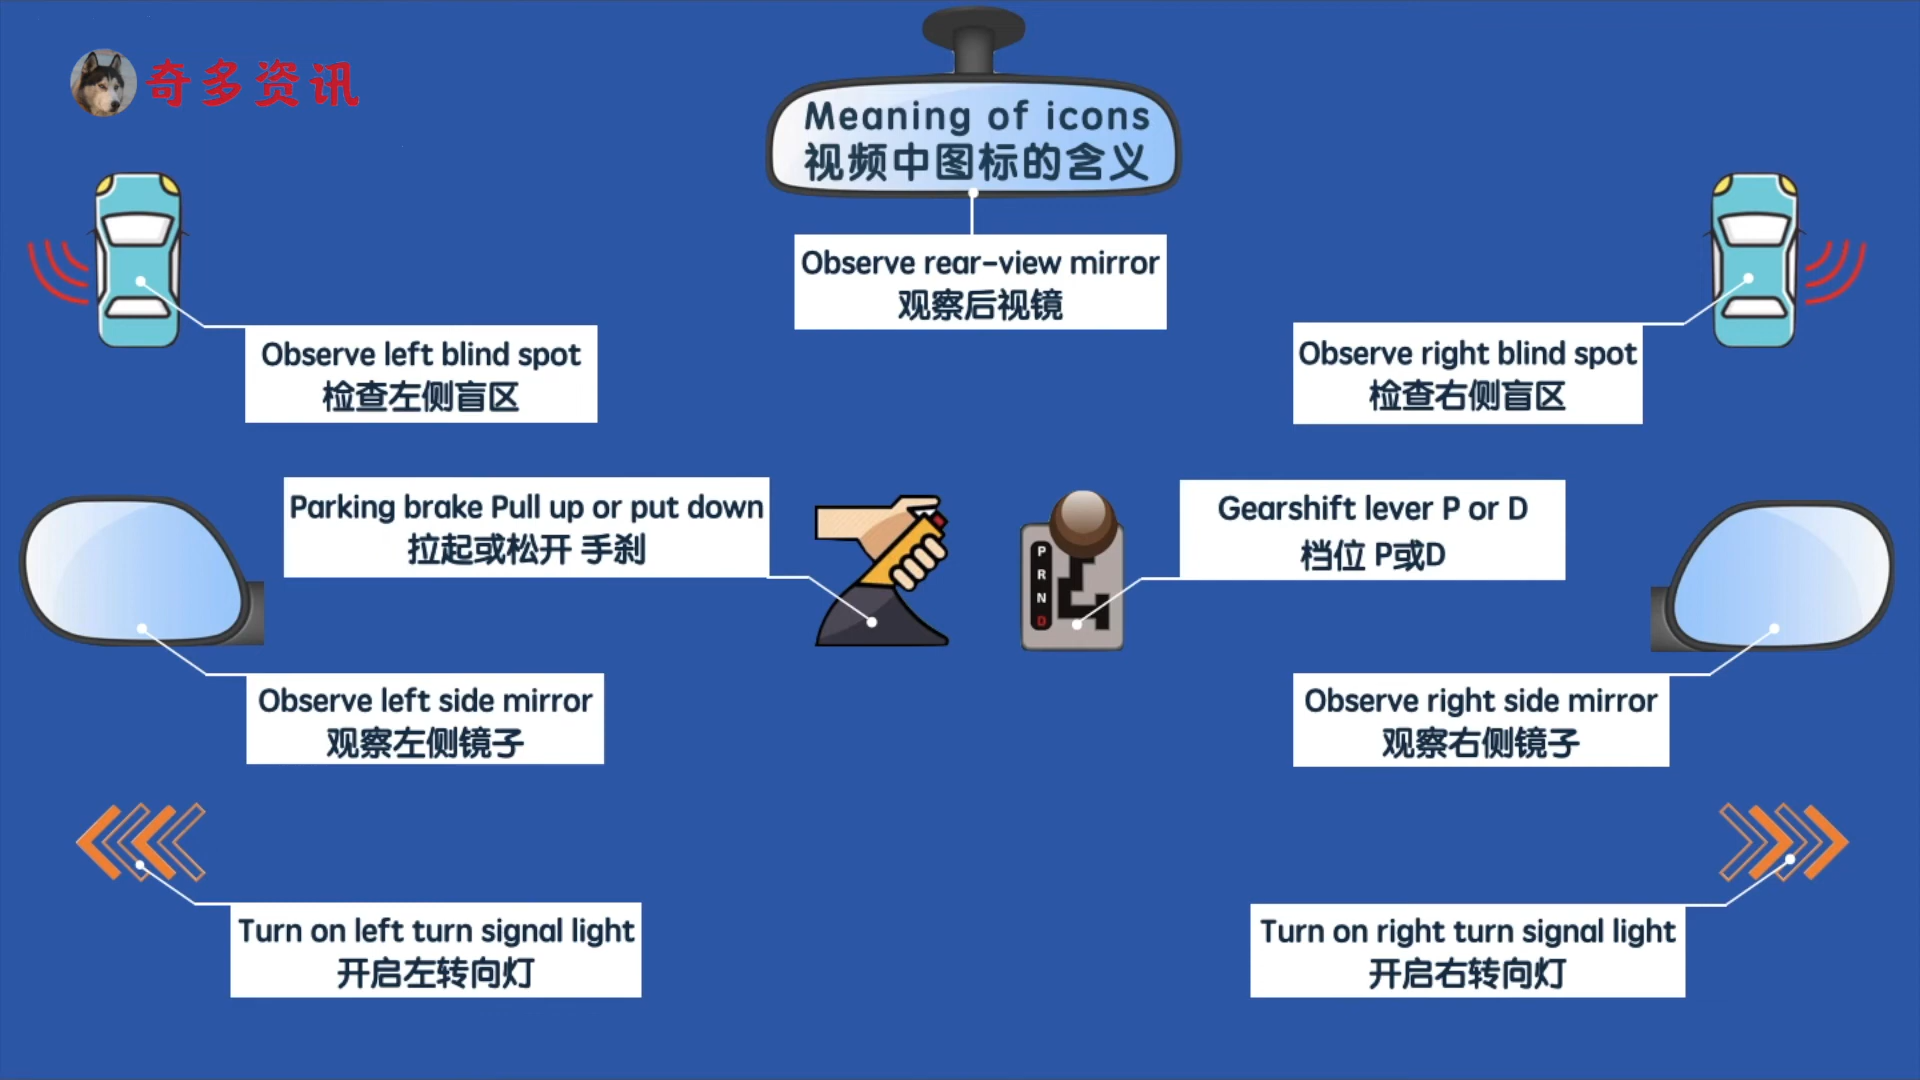 奇多资讯
Meaning of icons
视频中图标的含义
Observe rear-view mirror
观察后视镜
Observe left blind spot
检查左侧盲区
Observe right blind spot
检查右侧盲区
Parking brake Pull up or put down
拉起或松开 手刹
P
R
N
D
Gearshift lever P or D
档位 P或D
Observe left side mirror
观察左侧镜子
Observe right side mirror
观察右侧镜子
Turn on left turn signal light
开启左转向灯
Turn on right turn signal light
开启右转向灯